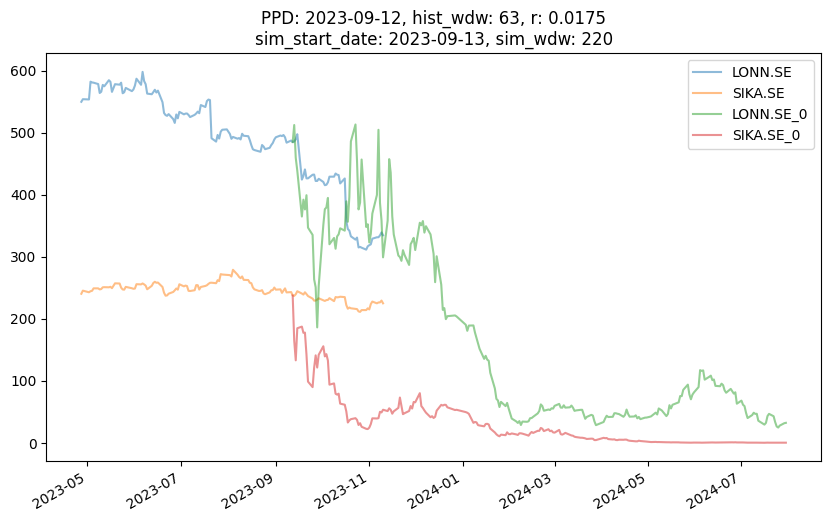 PPD: 2023-09-12, hist_wdw: 63, r: 0.0175
sim_start_date: 2023-09-13, sim_wdw: 220
LONN.SE
SIKA.SE
LONN.SE_0
SIKA.SE_0
600
500
400
300
200
100
0
2023-05
2023-07
2023-09
2023-11
2024-01
2024-03
2024-05
2024-07